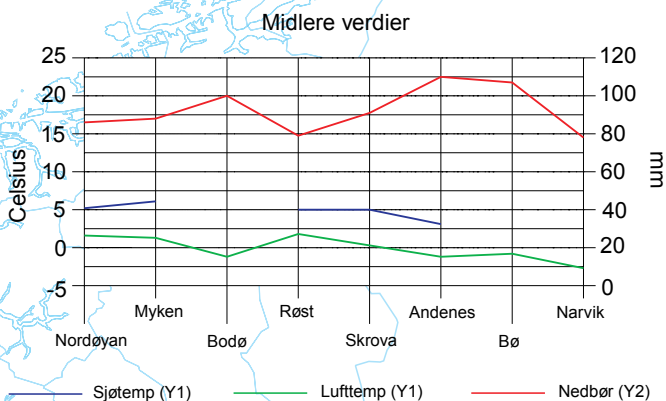 Midlere verdier
25 120
20 100
15 80
10 60
5 40
0 20
-5 0
Celsius
mm
Myken Røst Andenes Narvik
Nordøyan Bodø Skrova Bø
Sjøtemp (Y1) Lufttemp (Y1) Nedbør (Y2)